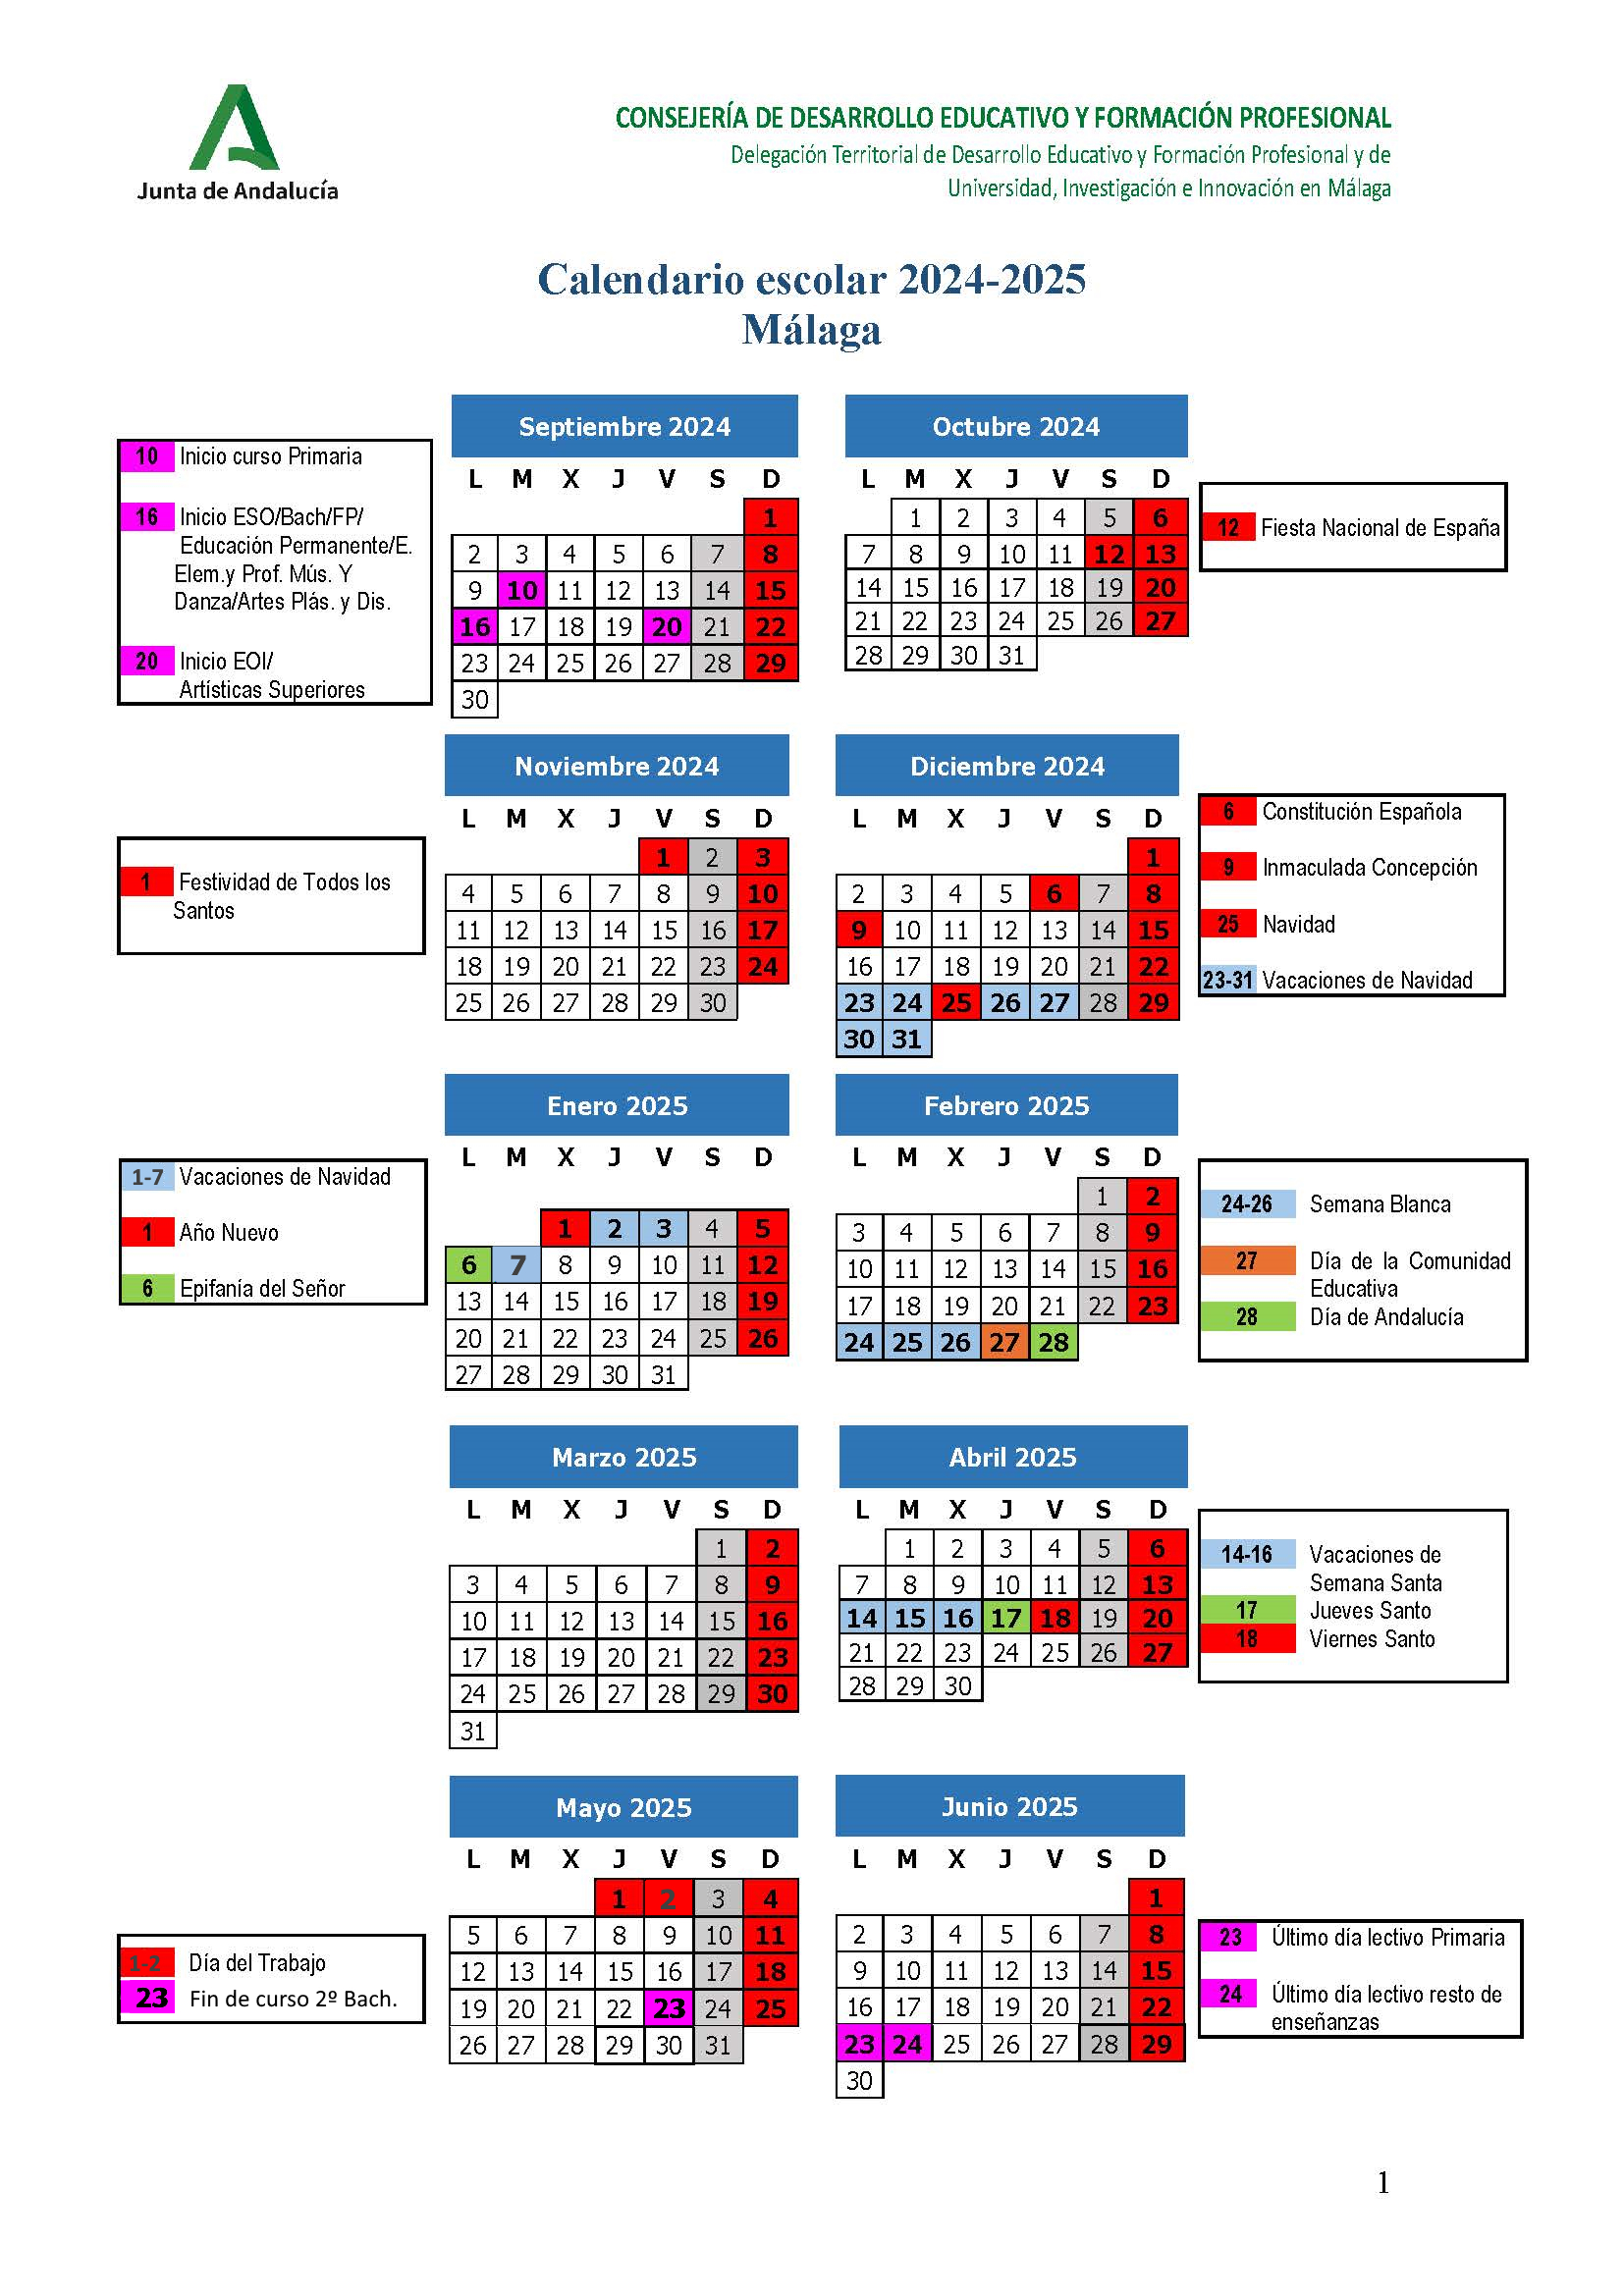 Junta de Andalucía
CONSEJERÍA DE DESARROLLO EDUCATIVO Y FORMACIÓN PROFESIONAL
Delegación Territorial de Desarrollo Educativo y Formación Profesional y de
Universidad, Investigación e Innovación en Málaga
Calendario escolar 2024-2025
Málaga
10 Inicio curso Primaria
16 Inicio ESO/Bach/FP/
Educación Permanente/E.
Elem.y Prof. Mús. Y
Danza/Artes Plás. y Dis.
20 Inicio EOI/
Artísticas Superiores
Septiembre 2024
L M X J V S D
1
2 3 4 5 6 7 8
9 10 11 12 13 14 15
16 17 18 19 20 21 22
23 24 25 26 27 28 29
30
Octubre 2024
L M X J V S D
1 2 3 4 5 6
7 8 9 10 11 12 13
14 15 16 17 18 19 20
21 22 23 24 25 26 27
28 29 30 31
12 Fiesta Nacional de España
1 Festividad de Todos los
Santos
Noviembre 2024
L M X J V S D
1 2 3
4 5 6 7 8 9 10
11 12 13 14 15 16 17
18 19 20 21 22 23 24
25 26 27 28 29 30
Diciembre 2024
L M X J V S D
1
2 3 4 5 6 7 8
9 10 11 12 13 14 15
16 17 18 19 20 21 22
23 24 25 26 27 28 29
30 31
6 Constitución Española
9 Inmaculada Concepción
25 Navidad
23-31 Vacaciones de Navidad
1-7 Vacaciones de Navidad
1 Año Nuevo
6 Epifanía del Señor
Enero 2025
L M X J V S D
1 2 3 4 5
6 7 8 9 10 11 12
13 14 15 16 17 18 19
20 21 22 23 24 25 26
27 28 29 30 31
Febrero 2025
L M X J V S D
1 2
3 4 5 6 7 8 9
10 11 12 13 14 15 16
17 18 19 20 21 22 23
24 25 26 27 28
24-26 Semana Blanca
27 Día de la Comunidad
Educativa
28 Día de Andalucía
Marzo 2025
L M X J V S D
1 2
3 4 5 6 7 8 9
10 11 12 13 14 15 16
17 18 19 20 21 22 23
24 25 26 27 28 29 30
31
Abril 2025
L M X J V S D
1 2 3 4 5 6
7 8 9 10 11 12 13
14 15 16 17 18 19 20
21 22 23 24 25 26 27
28 29 30
14-16 Vacaciones de
Semana Santa
17 Jueves Santo
18 Viernes Santo
1-2 Día del Trabajo
23 Fin de curso 2º Bach.
Mayo 2025
L M X J V S D
1 2 3 4
5 6 7 8 9 10 11
12 13 14 15 16 17 18
19 20 21 22 23 24 25
26 27 28 29 30 31
Junio 2025
L M X J V S D
1
2 3 4 5 6 7 8
9 10 11 12 13 14 15
16 17 18 19 20 21 22
23 24 25 26 27 28 29
30
23 Último día lectivo Primaria
24 Último día lectivo resto de
enseñanzas
1